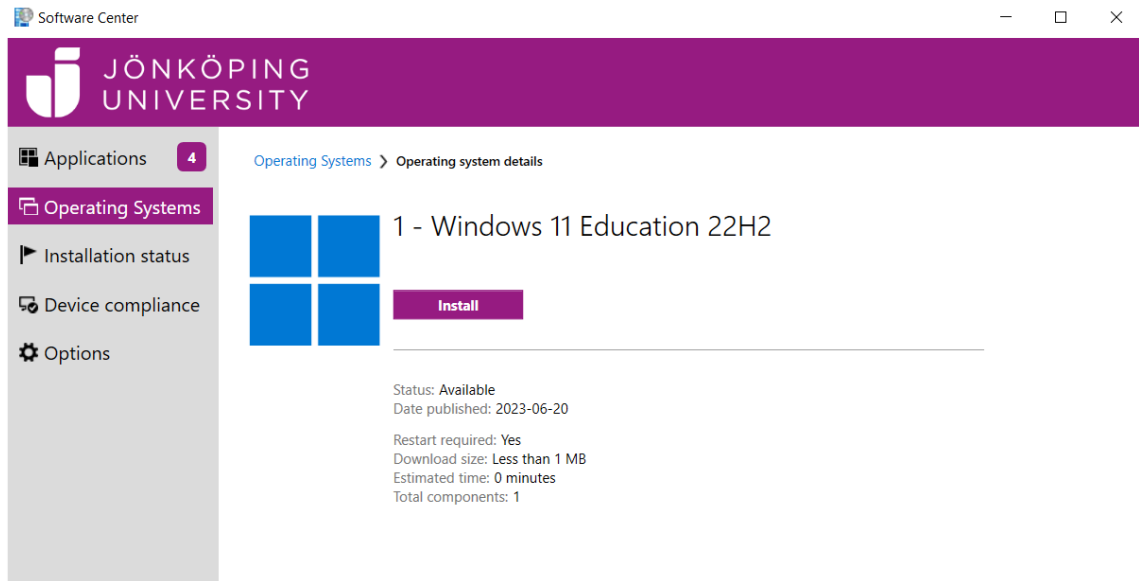 Software Center
JÖNKÖPING
UNIVERSITY
Applications 4
Operating Systems
Installation status
Device compliance
Options
Operating Systems ❯ Operating system details
1 - Windows 11 Education 22H2
Install
Status: Available
Date published: 2023-06-20
Restart required: Yes
Download size: Less than 1 MB
Estimated time: 0 minutes
Total components: 1